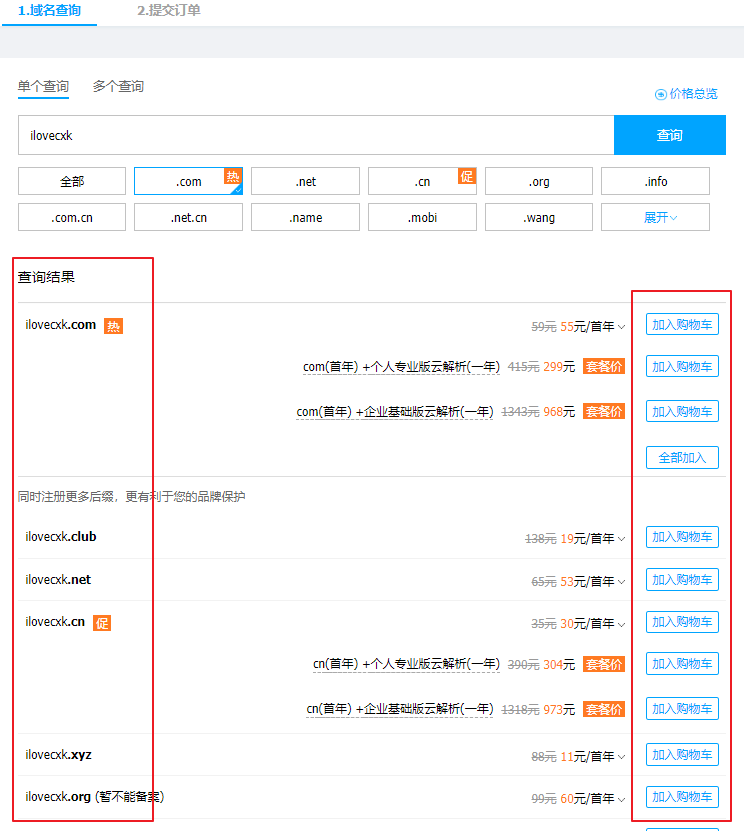 1.域名查询 2.提交订单
单个查询 多个查询 价格总览
ilovecxk 查询
全部 .com 热 .net .cn 促 .org .info
.com.cn .net.cn .name .mobi .wang 展开
查询结果
ilovecxk.com 热 59元 55元/首年 加入购物车
com(首年) +个人专业版云解析(一年) 415元 299元 套餐价 加入购物车
com(首年) +企业基础版云解析(一年) 1343元 968元 套餐价 加入购物车
全部加入
同时注册更多后缀，更有利于您的品牌保护
ilovecxk.club 138元 19元/首年 加入购物车
ilovecxk.net 65元 53元/首年 加入购物车
ilovecxk.cn 促 35元 30元/首年 加入购物车
cn(首年) +个人专业版云解析(一年) 390元 304元 套餐价 加入购物车
cn(首年) +企业基础版云解析(一年) 1318元 973元 套餐价 加入购物车
ilovecxk.xyz 88元 11元/首年 加入购物车
ilovecxk.org (暂不能备案) 99元 60元/首年 加入购物车